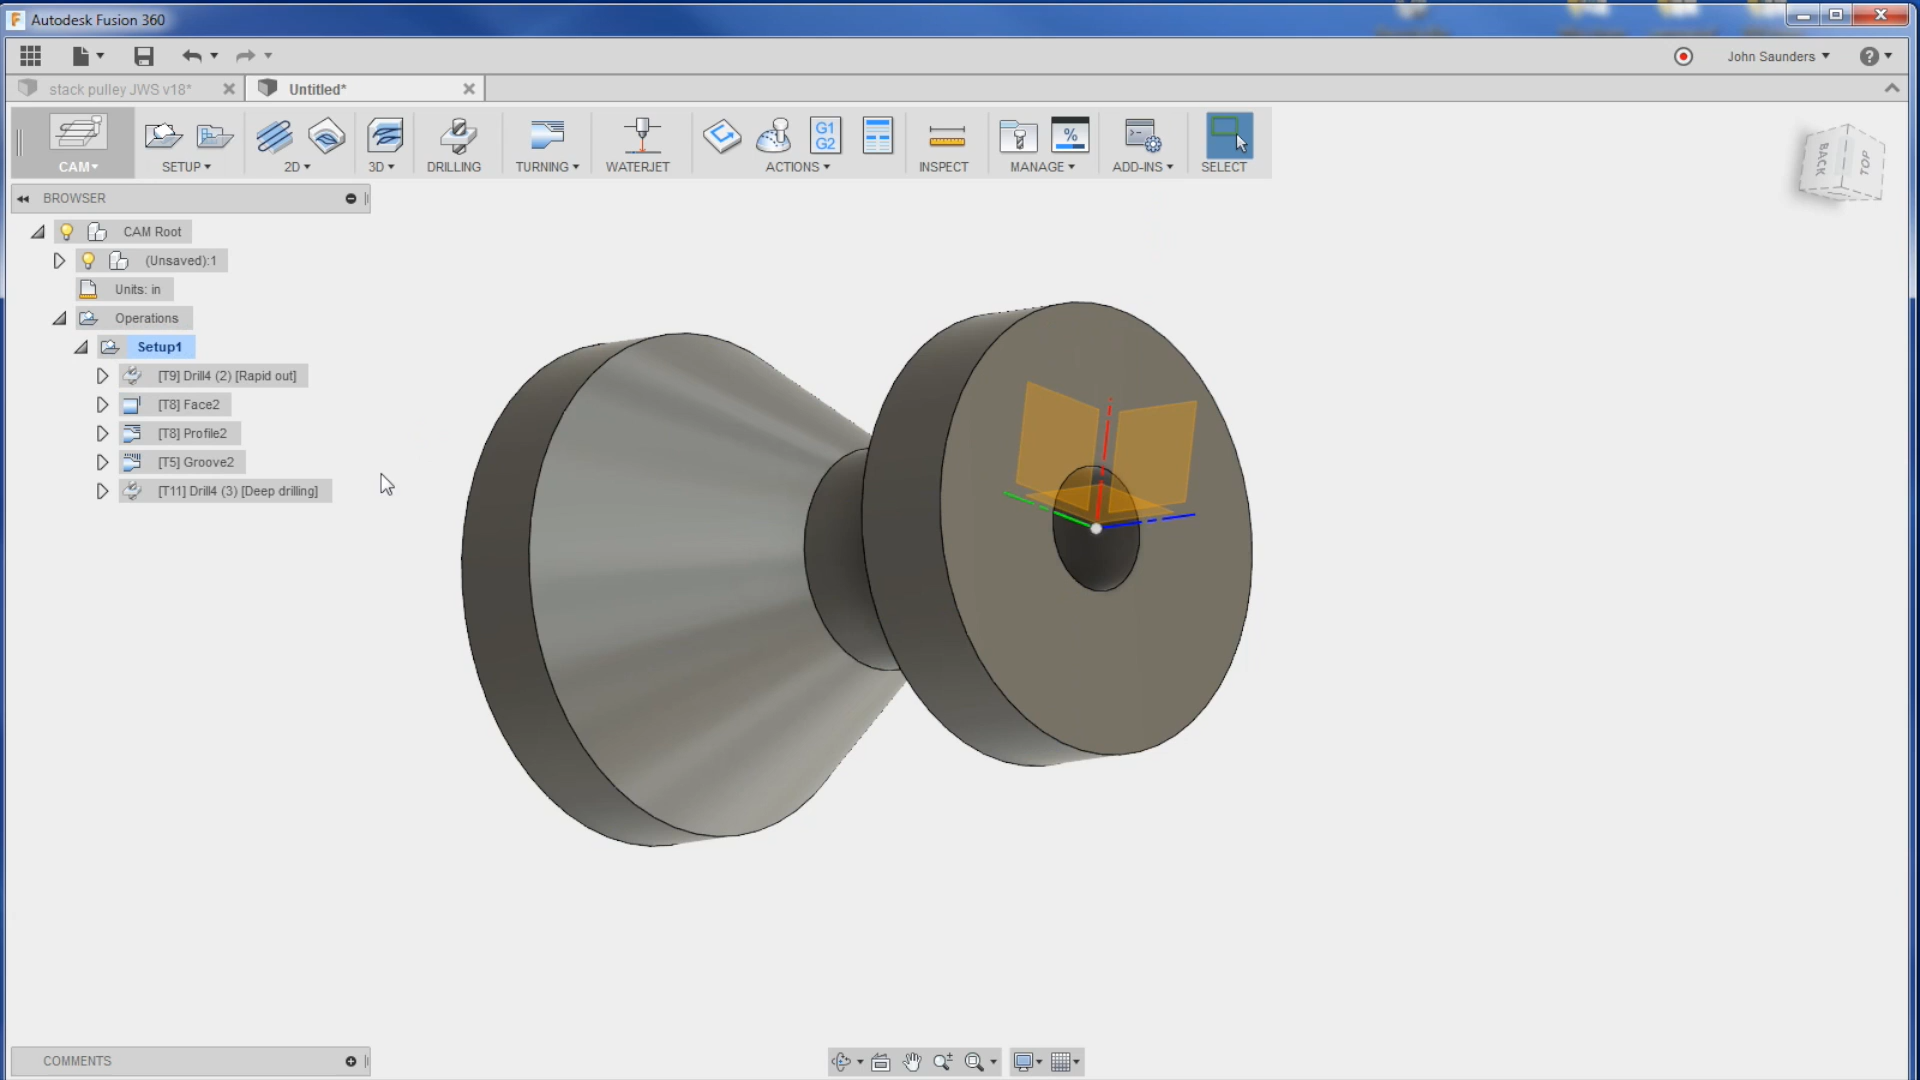 Autodesk Fusion 360
John Saunders
stack pulley JWS v18*
Untitled*
G1
G2
%
CAM
SETUP
2D
3D
DRILLING
TURNING
WATERJET
ACTIONS
INSPECT
MANAGE
ADD-INS
SELECT
BACK
TOP
BROWSER
CAM Root
(Unsaved):1
Units: in
Operations
Setup1
[T9] Drill4 (2) [Rapid out]
[T8] Face2
[T8] Profile2
[T5] Groove2
[T11] Drill4 (3) [Deep drilling]
COMMENTS